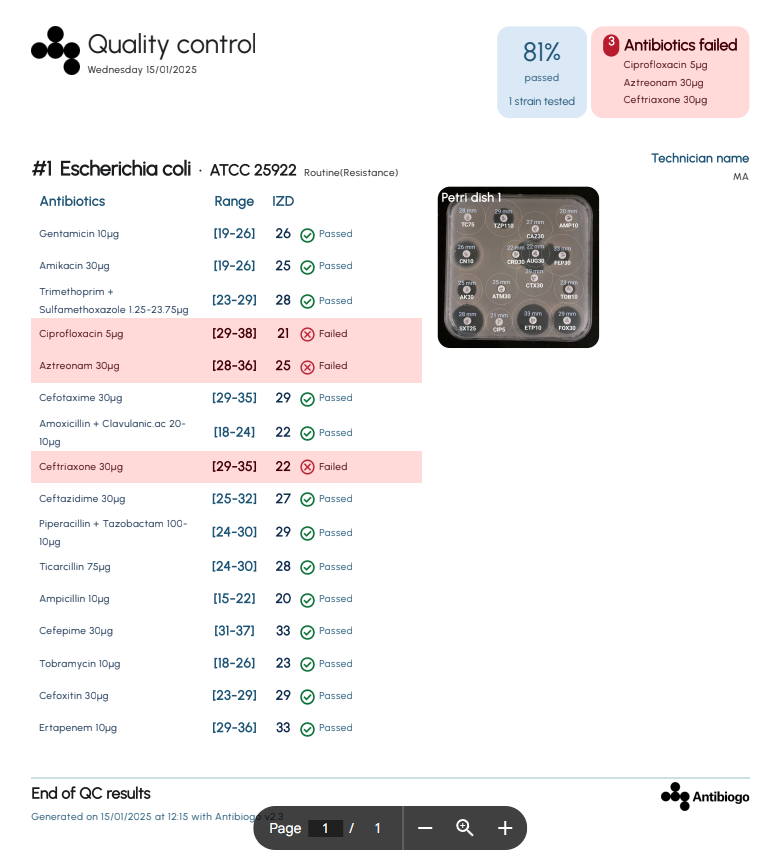 Quality control
Wednesday 15/01/2025
81%
passed
1 strain tested
3 Antibiotics failed
Ciprofloxacin 5µg
Aztreonam 30µg
Ceftriaxone 30µg
#1 Escherichia coli · ATCC 25922 Routine(Resistance)
Technician name
MA
Antibiotics Range IZD
Gentamicin 10µg [19-26] 26 Passed
Amikacin 30µg [19-26] 25 Passed
Trimethoprim +
Sulfamethoxazole 1.25-23.75µg [23-29] 28 Passed
Ciprofloxacin 5µg [29-38] 21 Failed
Aztreonam 30µg [28-36] 25 Failed
Cefotaxime 30µg [29-35] 29 Passed
Amoxicillin + Clavulanic.ac 20-
10µg [18-24] 22 Passed
Ceftriaxone 30µg [29-35] 22 Failed
Ceftazidime 30µg [25-32] 27 Passed
Piperacillin + Tazobactam 100-
10µg [24-30] 29 Passed
Ticarcillin 75µg [24-30] 28 Passed
Ampicillin 10µg [15-22] 20 Passed
Cefepime 30µg [31-37] 33 Passed
Tobramycin 10µg [18-26] 23 Passed
Cefoxitin 30µg [23-29] 29 Passed
Ertapenem 10µg [29-36] 33 Passed
Petri dish 1
28 mm 29 mm 27 mm 20 mm
TC75 TZP110 CAZ30 AMP10
26 mm 22 mm 22 mm 33 mm
CN10 CRO30 AUG30 FEP30
29 mm
CTX30
25 mm 25 mm 23 mm
AK30 ATM30 TOB10
28 mm 21 mm 33 mm 29 mm
SXT25 CIP5 ETP10 FOX30
End of QC results
Generated on 15/01/2025 at 12:15 with Antibiogo v2.3
Antibiogo
Page 1 / 1